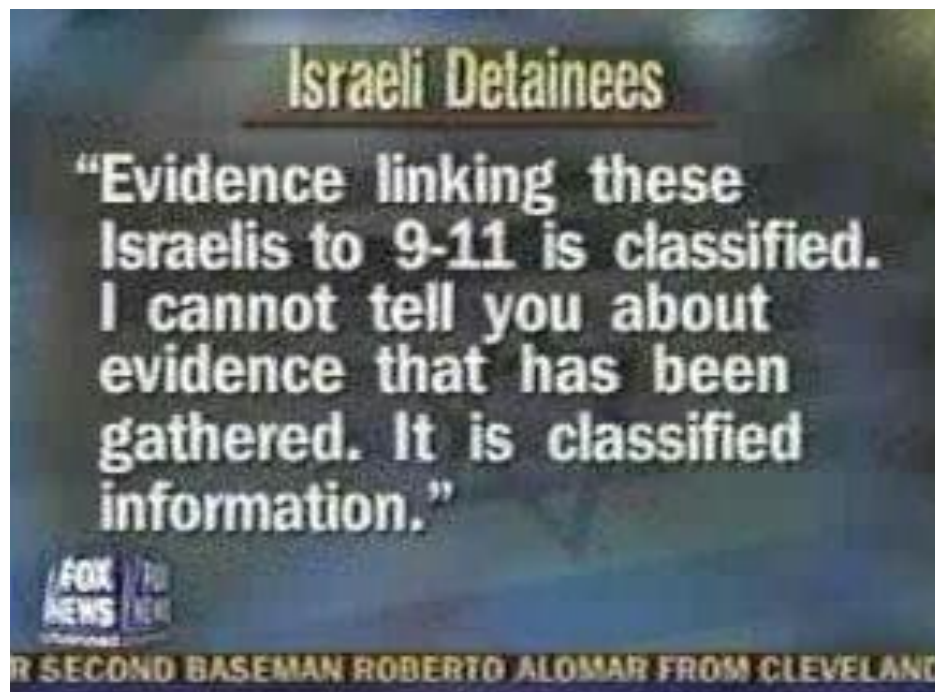 Israeli Detainees
“Evidence linking these
Israelis to 9-11 is classified.
I cannot tell you about
evidence that has been
gathered. It is classified
information.”
FOX
NEWS
channel
R SECOND BASEMAN ROBERTO ALOMAR FROM CLEVELAND